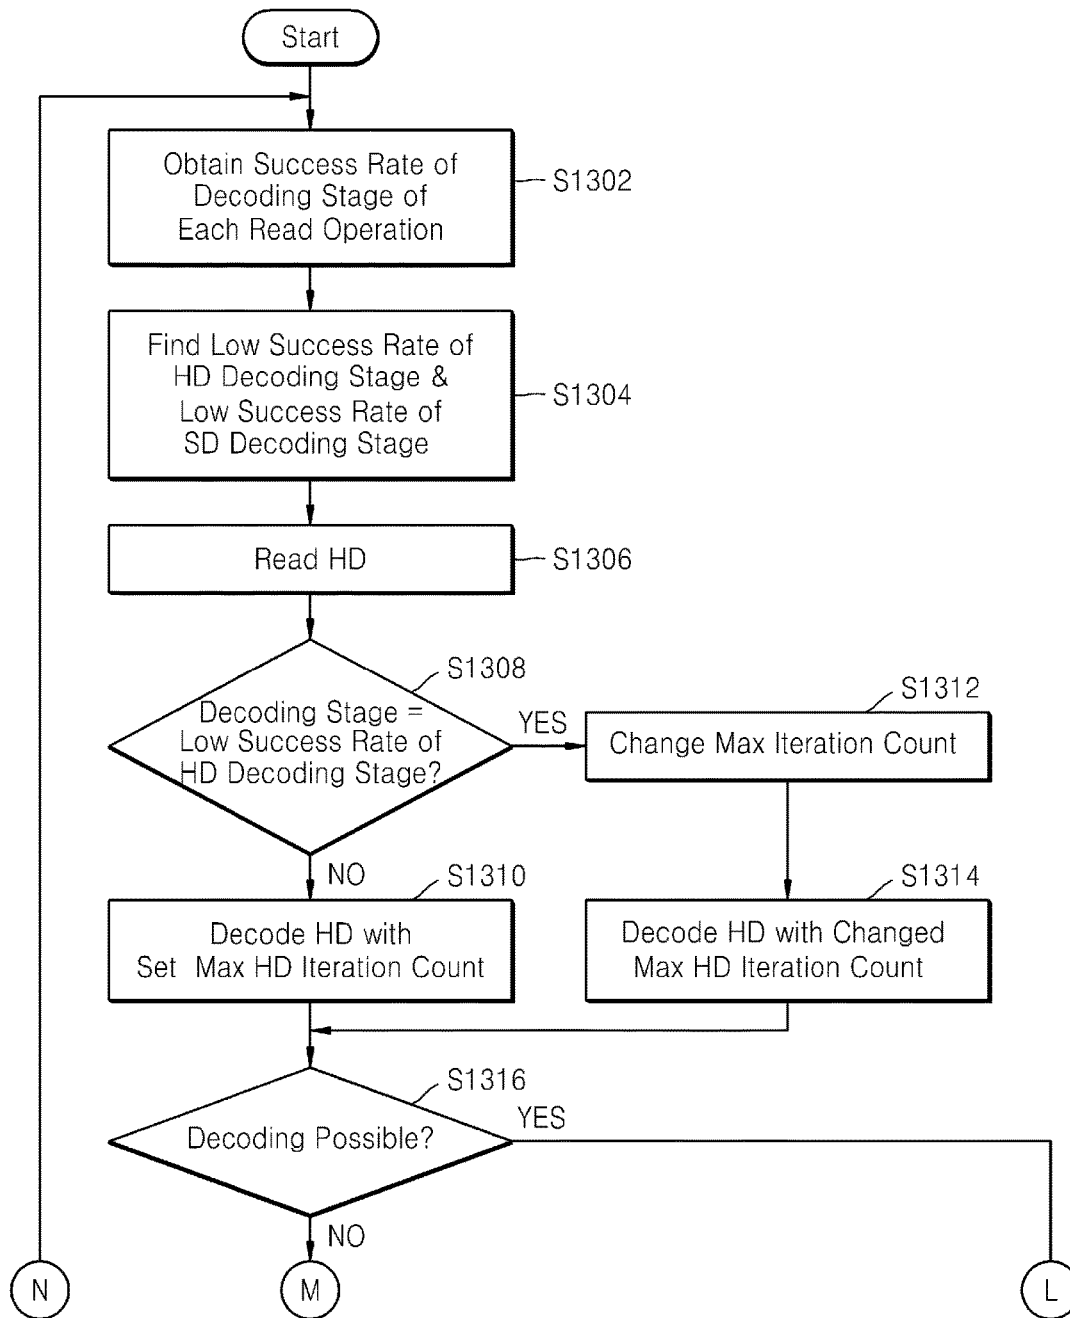 Start
Obtain Success Rate of
Decoding Stage of
Each Read Operation
S1302
Find Low Success Rate of
HD Decoding Stage &
Low Success Rate of
SD Decoding Stage
S1304
Read HD
S1306
S1308
Decoding Stage =
Low Success Rate of
HD Decoding Stage?
YES
S1312
Change Max Iteration Count
NO
S1310
Decode HD with
Set Max HD Iteration Count
S1314
Decode HD with Changed
Max HD Iteration Count
S1316
Decoding Possible?
YES
NO
N
M
L